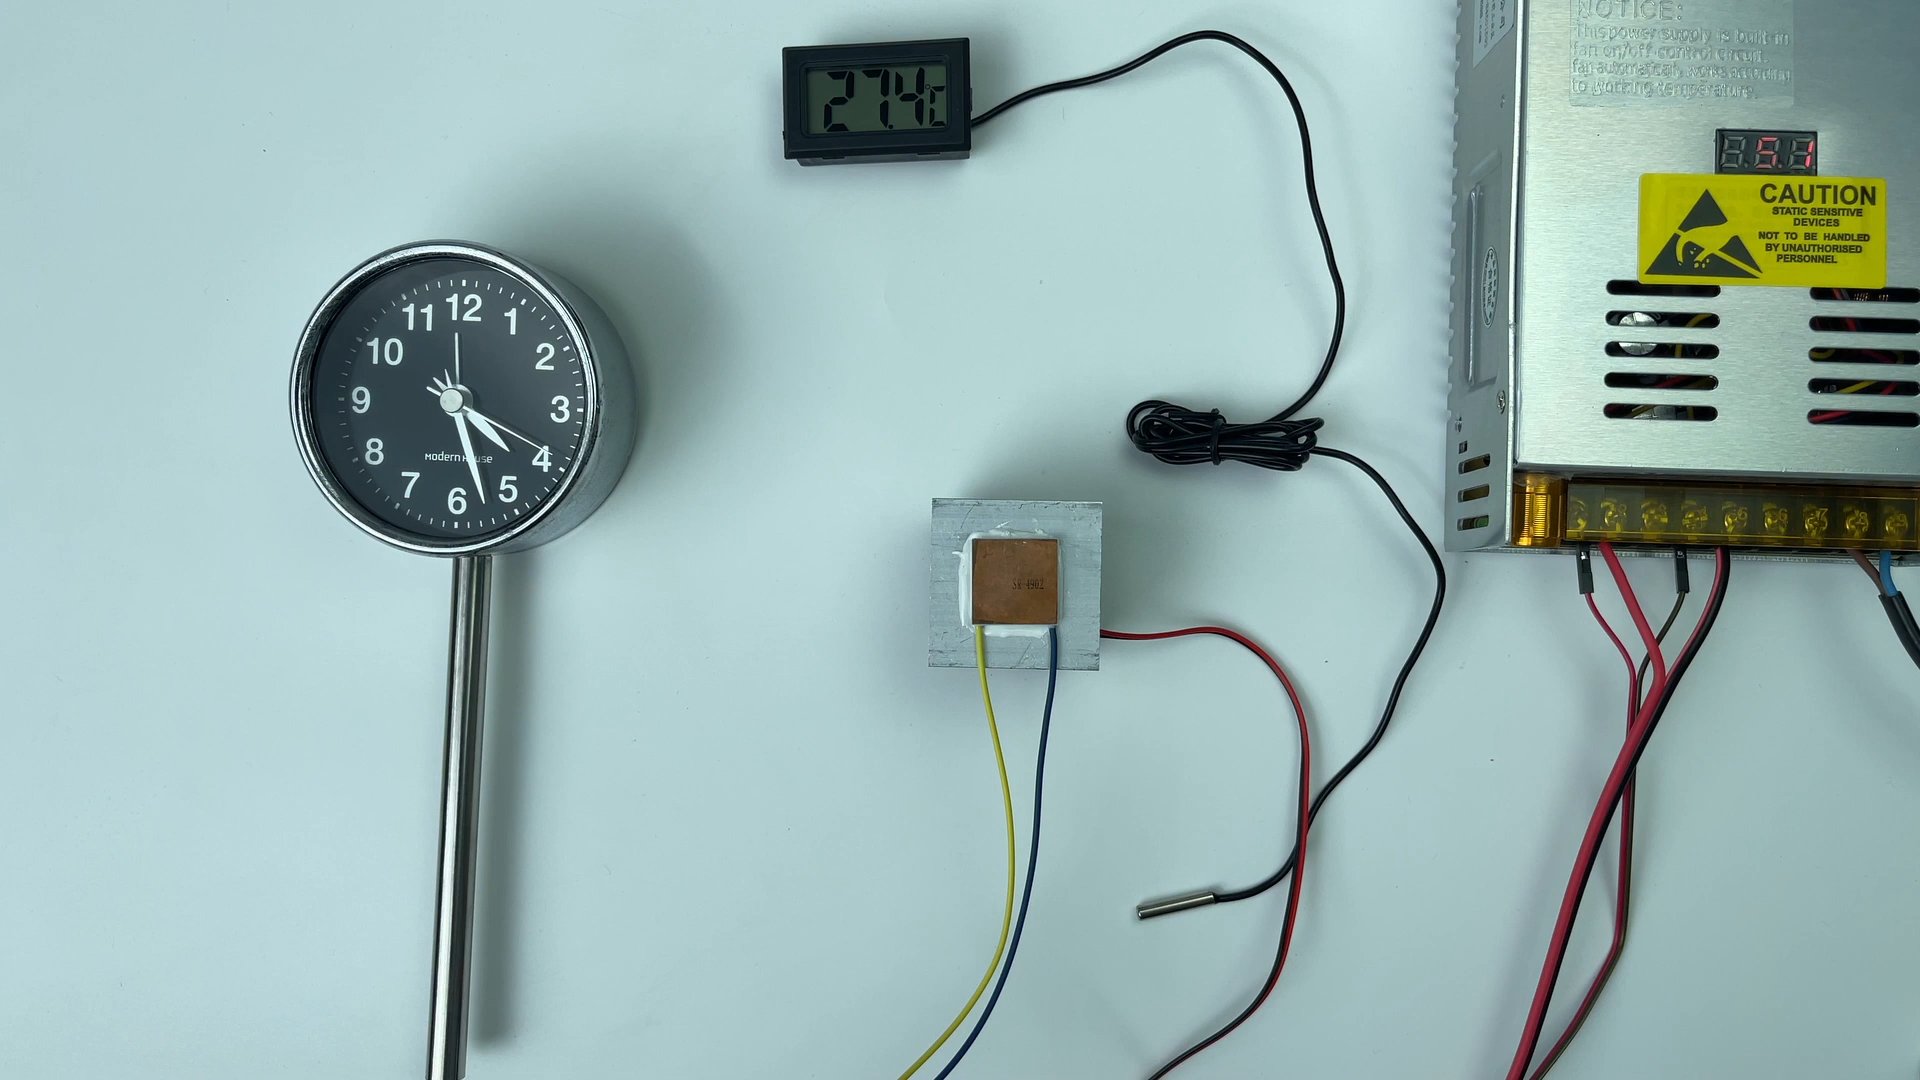 27.4°C
NOTICE:
This power supply is built-in
fan on/off control circuit.
fan automatically works according
to working temperature.
5.1
CAUTION
STATIC SENSITIVE
DEVICES
NOT TO BE HANDLED
BY UNAUTHORISED
PERSONNEL
12
11
1
10
2
9
3
8
4
7
5
6
Modern House